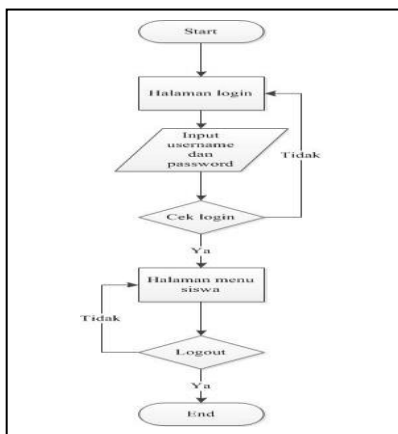 Start
Halaman login
Input
username
dan
password
Tidak
Cek login
Ya
Halaman menu
siswa
Tidak
Logout
Ya
End